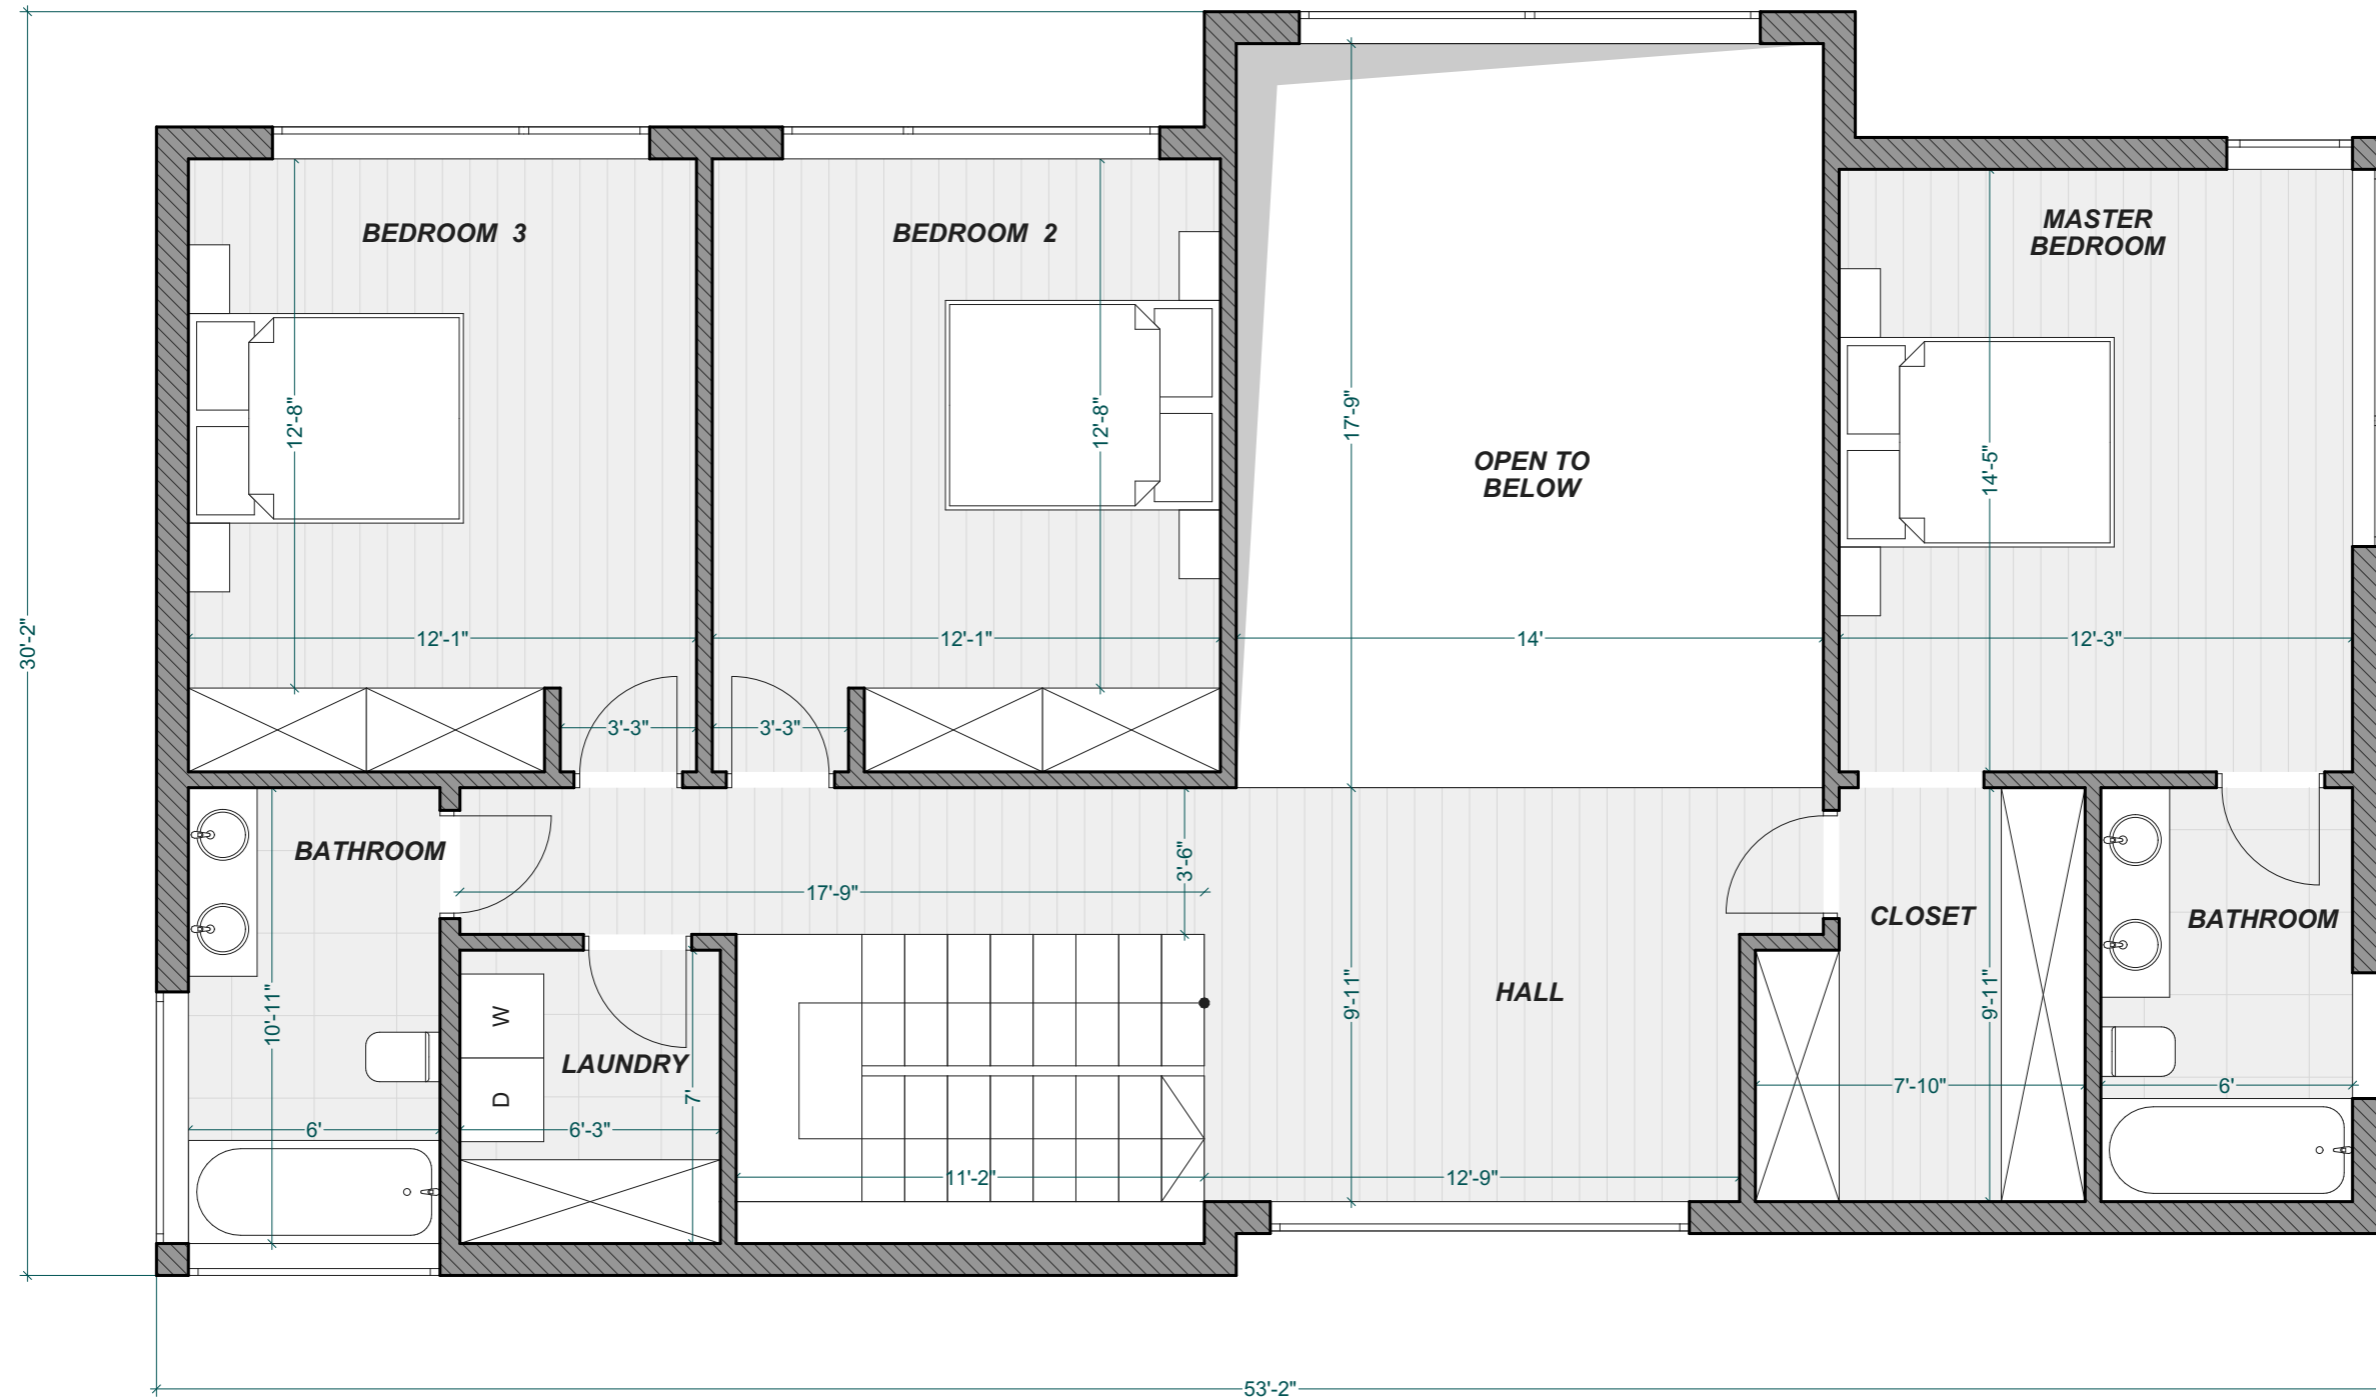 BEDROOM 3
BEDROOM 2
MASTER
BEDROOM
12'-8"
12'-8"
17'-9"
14'-5"
OPEN TO
BELOW
30'-2"
12'-1"
12'-1"
14'
12'-3"
3'-3"
3'-3"
BATHROOM
3'-6"
17'-9"
CLOSET
BATHROOM
10'-11"
W
HALL
9'-11"
9'-11"
LAUNDRY
7'
D
7'-10"
6'
6'
6'-3"
11'-2"
12'-9"
53'-2"